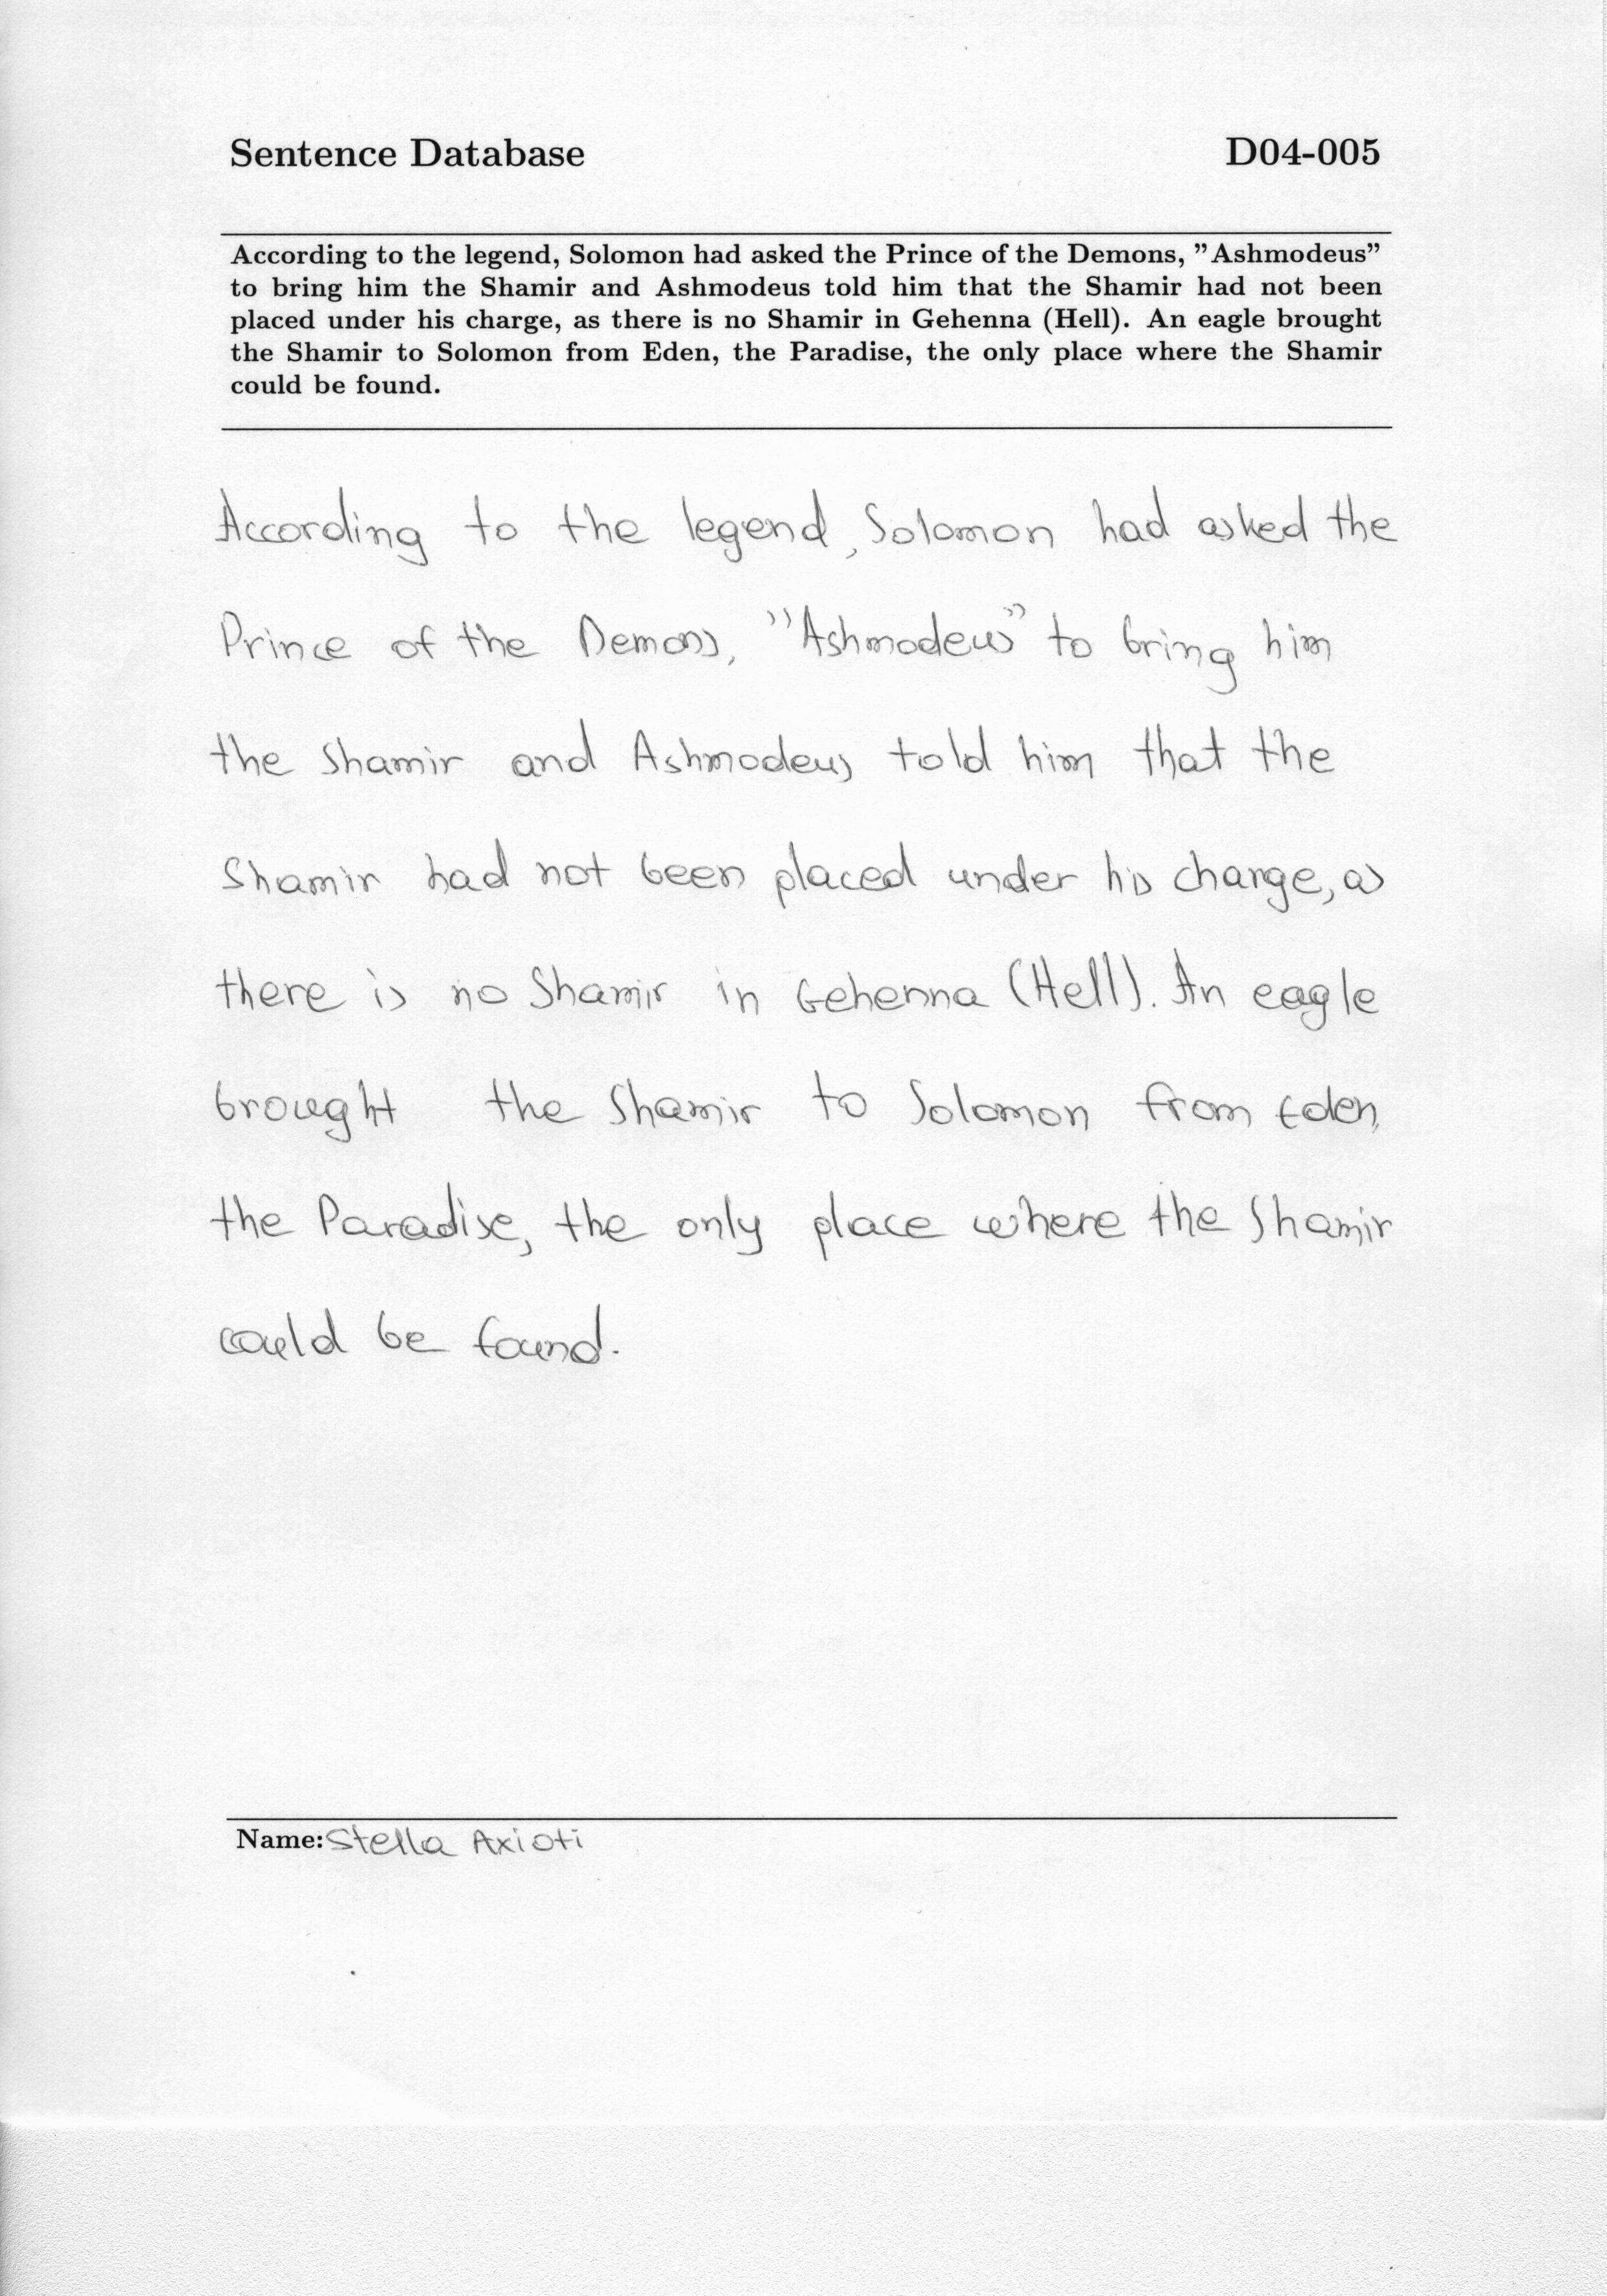 Sentence Database D04-005
According to the legend, Solomon had asked the Prince of the Demons, "Ashmodeus"
to bring him the Shamir and Ashmodeus told him that the Shamir had not been
placed under his charge, as there is no Shamir in Gehenna (Hell). An eagle brought
the Shamir to Solomon from Eden, the Paradise, the only place where the Shamir
could be found.
According to the legend, Solomon had asked the
Prince of the Demons, "Ashmodeus" to bring him
the Shamir and Ashmodeus told him that the
Shamir had not been placed under his charge, as
there is no Shamir in Gehenna (Hell). An eagle
brought the Shamir to Solomon from Eden,
the Paradise, the only place where the Shamir
could be found.
Name: Stella Axioti